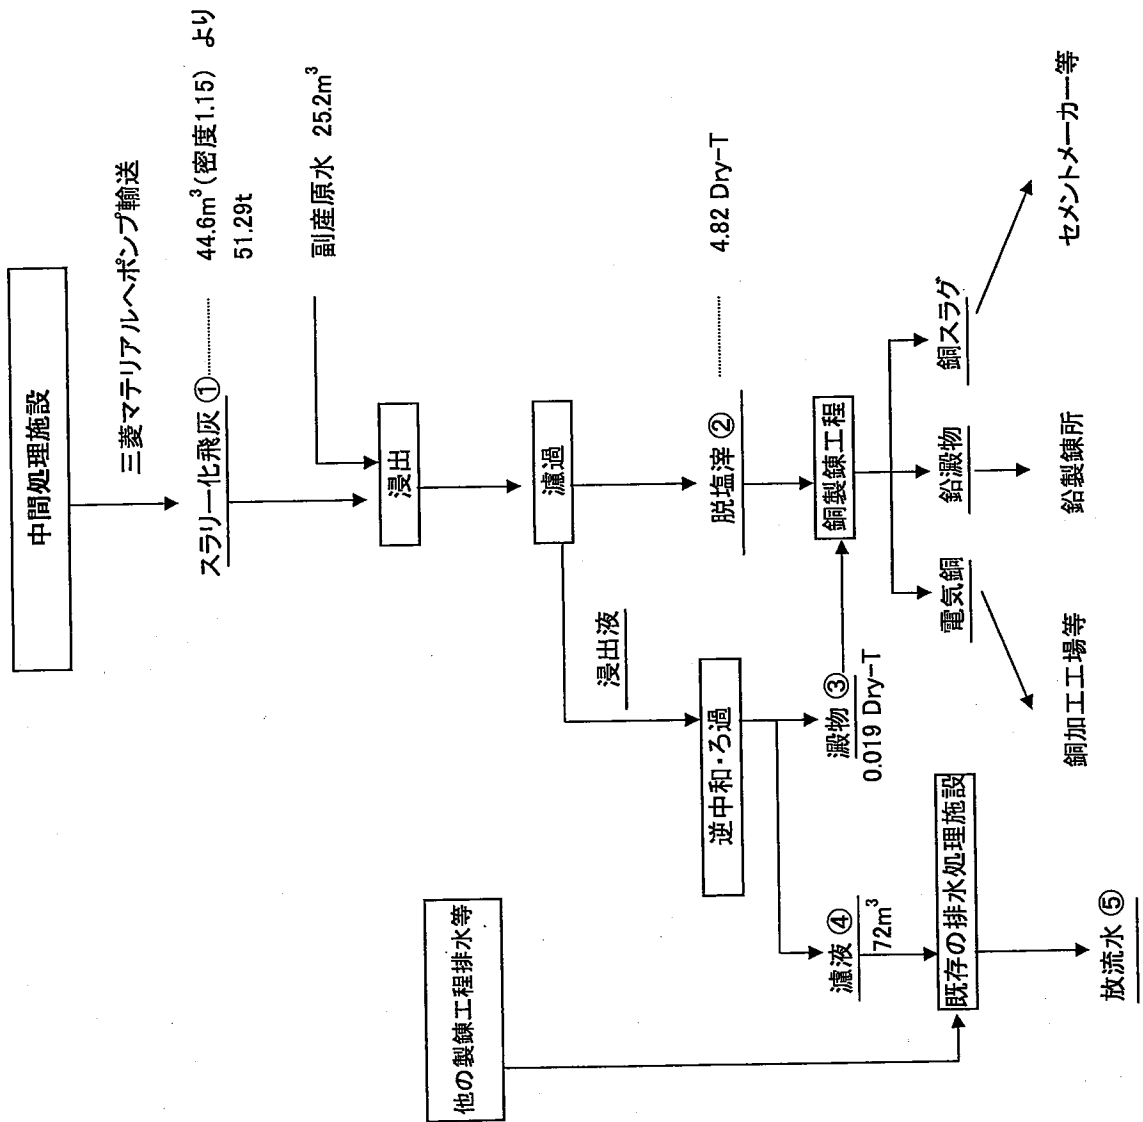 中間処理施設
三菱マテリアルへポンプ輸送
スラリー化飛灰 ①
44.6m³(密度1.15) より
51.29t
副産原水 25.2m³
浸出
濾過
浸出液
脱塩滓 ②
4.82 Dry-T
他の製錬工程排水等
逆中和・ろ過
澱物 ③
0.019 Dry-T
銅製錬工程
濾液 ④
72m³
既存の排水処理施設
放流水 ⑤
電気銅
鉛澱物
銅スラグ
銅加工工場等
鉛製錬所
セメントメーカー等